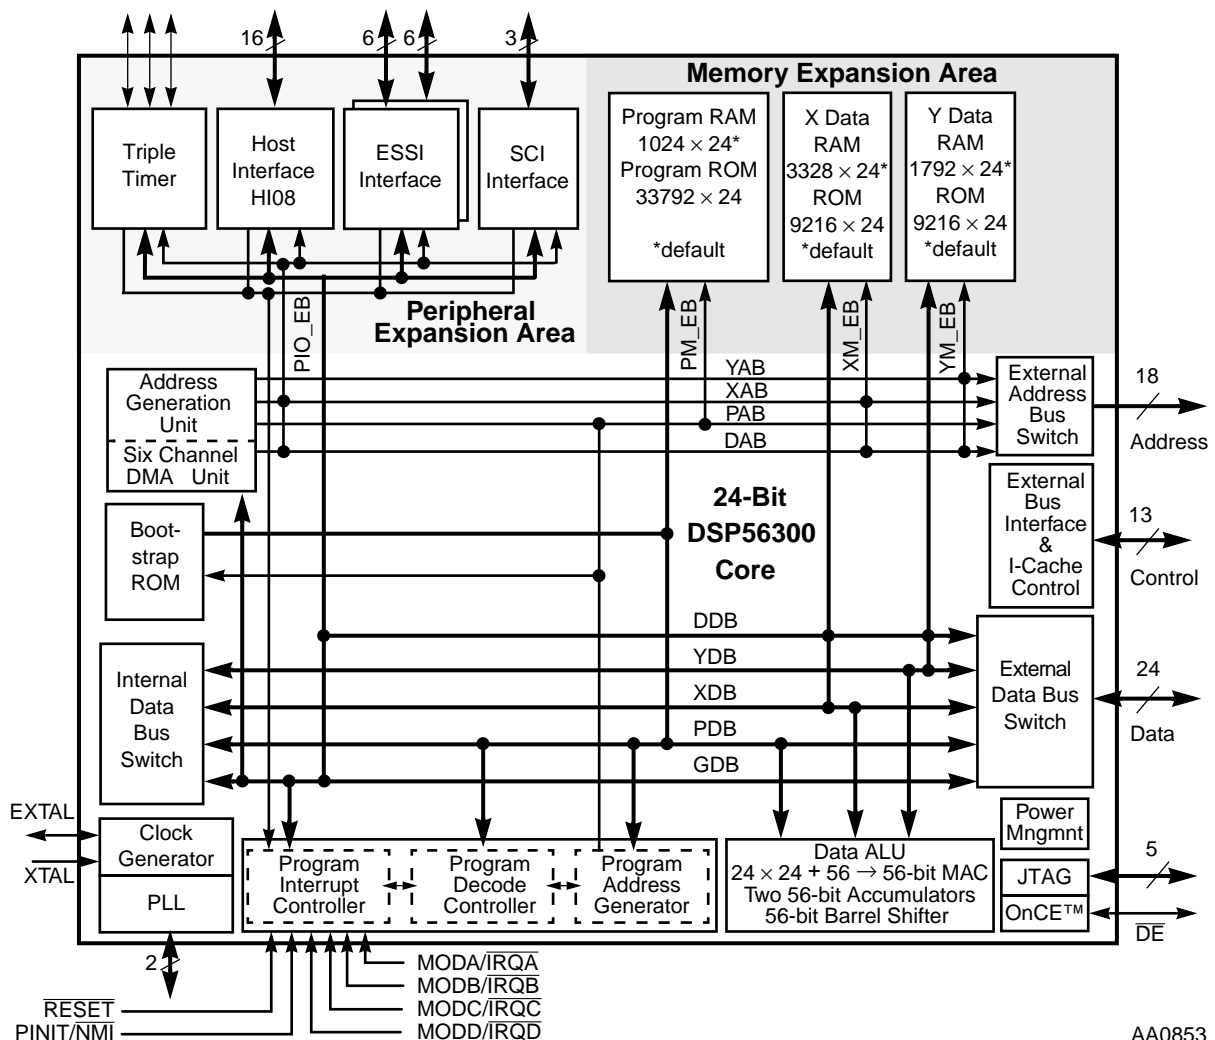 16
6
6
3
Memory Expansion Area
Triple
Timer
Host
Interface
HI08
ESSI
Interface
SCI
Interface
Program RAM
1024 × 24*
Program ROM
33792 × 24
*default
X Data
RAM
3328 × 24*
ROM
9216 × 24
*default
Y Data
RAM
1792 × 24*
ROM
9216 × 24
*default
Peripheral
Expansion Area
PIO_EB
PM_EB
XM_EB
YM_EB
Address
Generation
Unit
Six Channel
DMA Unit
YAB
XAB
PAB
DAB
External
Address
Bus
Switch
18
Address
24-Bit
DSP56300
Core
External
Bus
Interface
&
I-Cache
Control
13
Control
Boot-
strap
ROM
DDB
YDB
XDB
PDB
GDB
Internal
Data
Bus
Switch
External
Data Bus
Switch
24
Data
EXTAL
XTAL
Clock
Generator
PLL
2
Program
Interrupt
Controller
Program
Decode
Controller
Program
Address
Generator
Data ALU
24 × 24 + 56 → 56-bit MAC
Two 56-bit Accumulators
56-bit Barrel Shifter
Power
Mngmnt
JTAG
OnCE™
5
DE
RESET
PINIT/NMI
MODA/IRQA
MODB/IRQB
MODC/IRQC
MODD/IRQD
AA0853